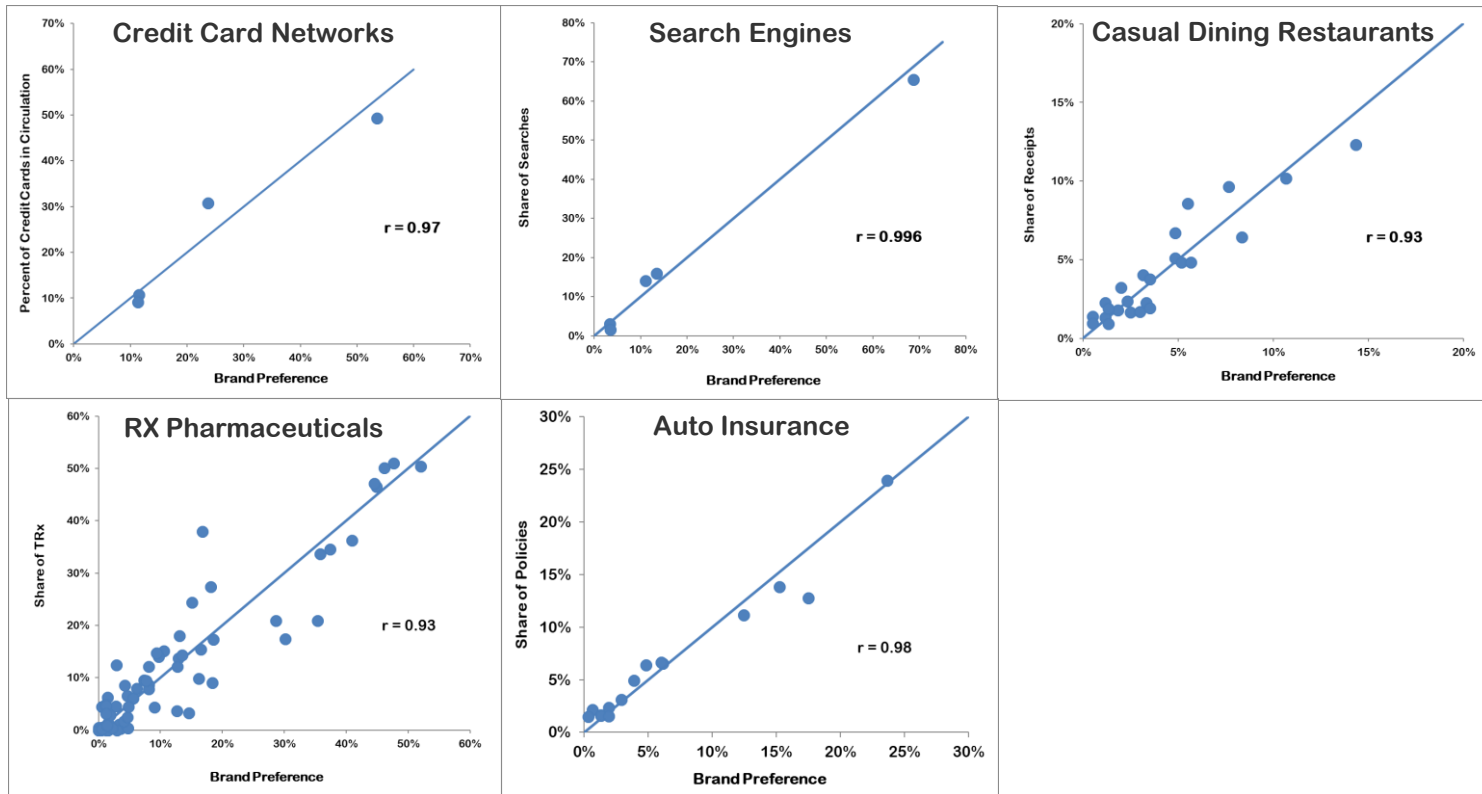 Credit Card Networks
Percent of Credit Cards in Circulation
70%
60%
50%
40%
30%
20%
10%
0%
r = 0.97
0% 10% 20% 30% 40% 50% 60% 70%
Brand Preference
Search Engines
Share of Searches
80%
70%
60%
50%
40%
30%
20%
10%
0%
r = 0.996
0% 10% 20% 30% 40% 50% 60% 70% 80%
Brand Preference
Casual Dining Restaurants
Share of Receipts
20%
15%
10%
5%
0%
r = 0.93
0% 5% 10% 15% 20%
Brand Preference
RX Pharmaceuticals
Share of TRx
60%
50%
40%
30%
20%
10%
0%
r = 0.93
0% 10% 20% 30% 40% 50% 60%
Brand Preference
Auto Insurance
Share of Policies
30%
25%
20%
15%
10%
5%
0%
r = 0.98
0% 5% 10% 15% 20% 25% 30%
Brand Preference